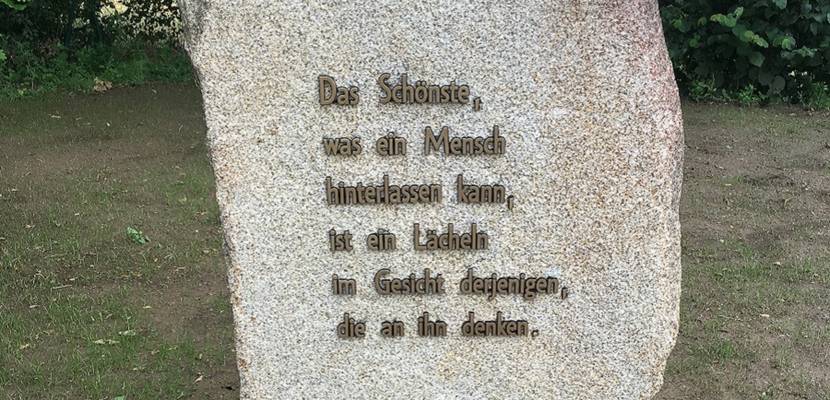 Das Schönste,
was ein Mensch
hinterlassen kann,
ist ein Lächeln
im Gesicht derjenigen,
die an ihn denken.